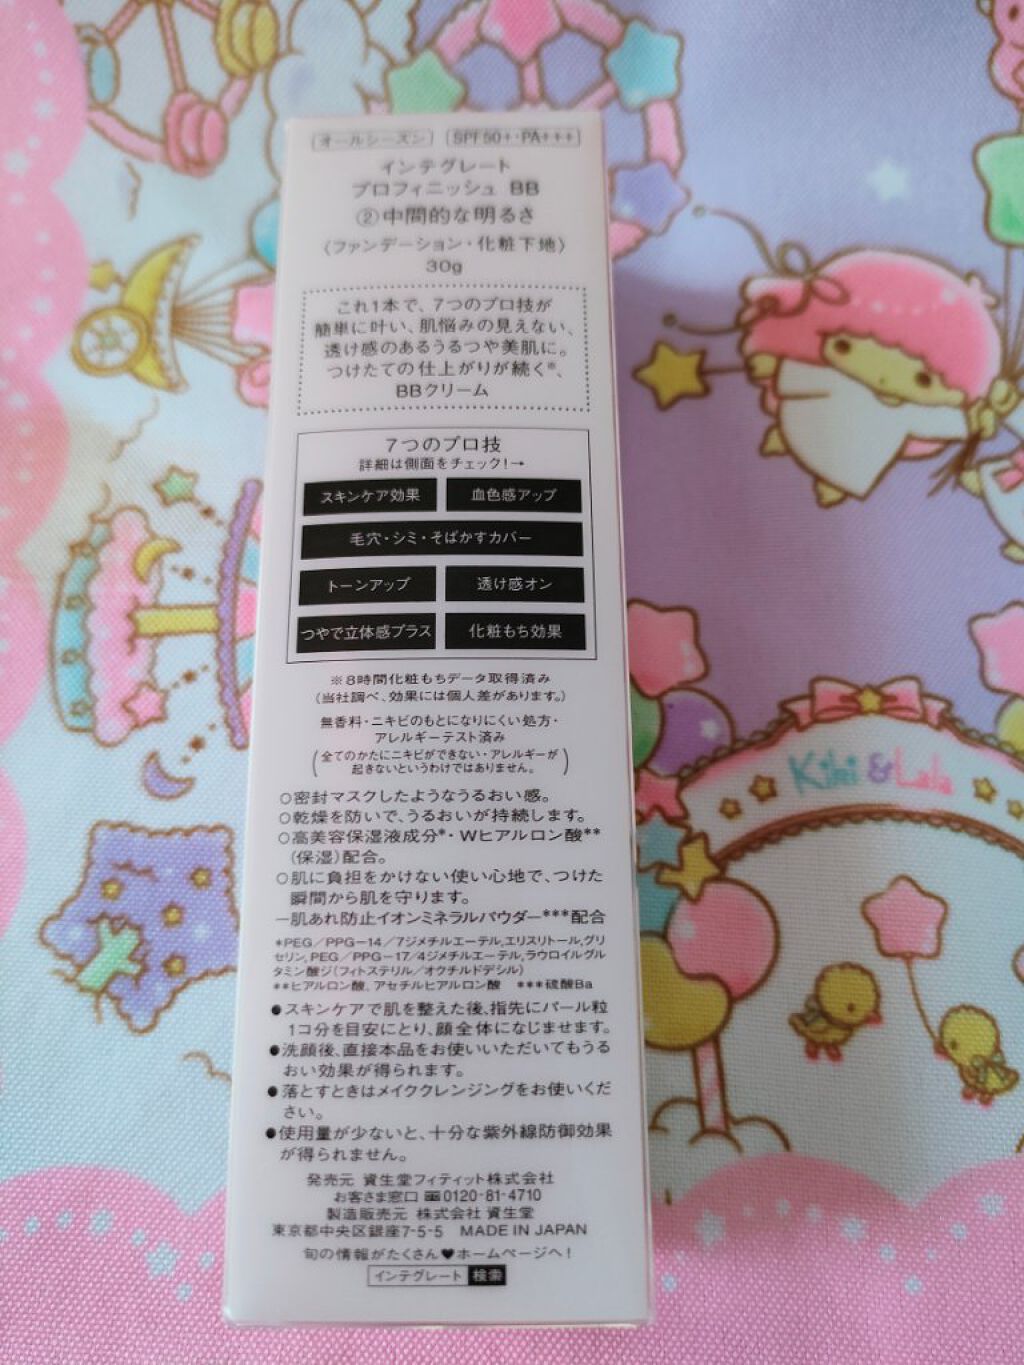 オールシーズン SPF50+・PA+++
インテグレート
プロフィニッシュ BB
②中間的な明るさ
〈ファンデーション・化粧下地〉
30g
これ1本で、7つのプロ技が
簡単に叶い、肌悩みの見えない、
透け感のあるうるつや美肌に。
つけたての仕上がりが続く※、
BBクリーム
7つのプロ技
詳細は側面をチェック!→
スキンケア効果 血色感アップ
毛穴・シミ・そばかすカバー
トーンアップ 透け感オン
つやで立体感プラス 化粧もち効果
※8時間化粧もちデータ取得済み
(当社調べ、効果には個人差があります。)
無香料・ニキビのもとになりにくい処方・
アレルギーテスト済み
(全てのかたにニキビができない・アレルギーが
起きないというわけではありません。)
○密封マスクしたようなうるおい感。
○乾燥を防いで、うるおいが持続します。
○高美容保湿液成分*・Wヒアルロン酸**
(保湿)配合。
○肌に負担をかけない使い心地で、つけた
瞬間から肌を守ります。
ー肌あれ防止イオンミネラルパウダー***配合
*PEG/PPG-14/7ジメチルエーテル,エリスリトール,グリ
セリン,PEG/PPG-17/4ジメチルエーテル,ラウロイルグル
タミン酸ジ(フィトステリル/オクチルドデシル)
**ヒアルロン酸、アセチルヒアルロン酸 ***硫酸Ba
●スキンケアで肌を整えた後、指先にパール粒
1コ分を目安にとり、顔全体になじませます。
●洗顔後、直接本品をお使いいただいてもうる
おい効果が得られます。
●落とすときはメイククレンジングをお使いくだ
さい。
●使用量が少ないと、十分な紫外線防御効果
が得られません。
発売元 資生堂フィティット株式会社
お客さま窓口 0120-81-4710
製造販売元 株式会社 資生堂
東京都中央区銀座7-5-5 MADE IN JAPAN
旬の情報がたくさん♥ホームページへ!
インテグレート 検索
Kiki & Lala